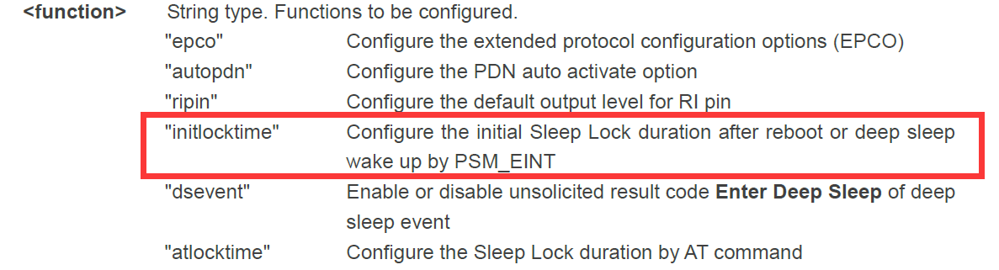 <function> String type. Functions to be configured.
"epco" Configure the extended protocol configuration options (EPCO)
"autopdn" Configure the PDN auto activate option
"ripin" Configure the default output level for RI pin
"initlocktime" Configure the initial Sleep Lock duration after reboot or deep sleep
wake up by PSM_EINT
"dsevent" Enable or disable unsolicited result code Enter Deep Sleep of deep
sleep event
"atlocktime" Configure the Sleep Lock duration by AT command